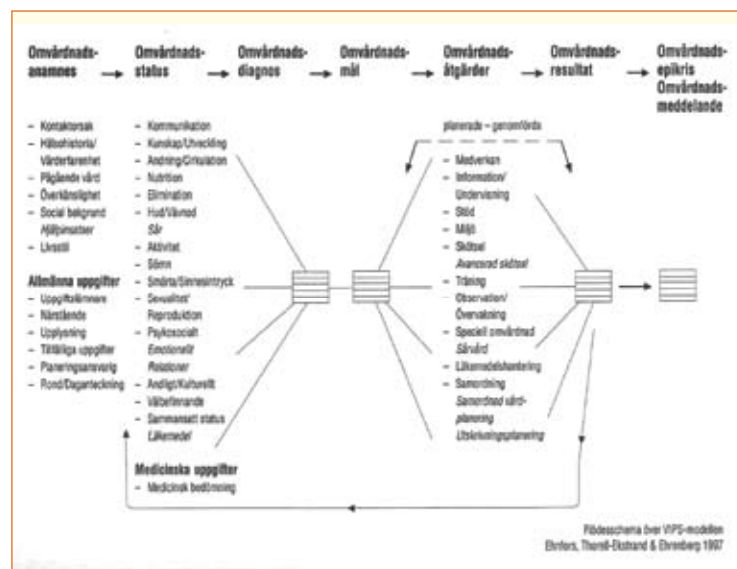 Omvårdnads-
anamnes
Omvårdnads-
status
Omvårdnads-
diagnos
Omvårdnads-
mål
Omvårdnads-
åtgärder
Omvårdnads-
resultat
Omvårdnads-
epikris
Omvårdnads-
meddelande
– Kontaktorsak
– Hälsohistoria/
Vårderfarenhet
– Pågående vård
– Överkänslighet
– Social bakgrund
Hjälpinsatser
– Livsstil
Allmänna uppgifter
– Uppgiftslämnare
– Närstående
– Upplysning
– Tillfälliga uppgifter
– Planeringsansvarig
– Rond/Daganteckning
– Kommunikation
– Kunskap/Utveckling
– Andning/Cirkulation
– Nutrition
– Elimination
– Hud/Vävnad
Sår
– Aktivitet
– Sömn
– Smärta/Sinnesintryck
– Sexualitet/
Reproduktion
– Psykosocialt
Emotionellt
Relationer
– Andligt/Kulturellt
– Välbefinnande
– Sammansatt status
Läkemedel
Medicinska uppgifter
– Medicinsk bedömning
planerade – genomförda
– Medverkan
– Information/
Undervisning
– Stöd
– Miljö
– Skötsel
Avancerad skötsel
– Träning
– Observation/
Övervakning
– Speciell omvårdnad
Sårvård
– Läkemedelshantering
– Samordning
Samordnad vård-
planering
Utskrivningsplanering
Flödesschema över VIPS-modellen
Ehnfors, Thorell-Ekstrand & Ehrenberg 1997